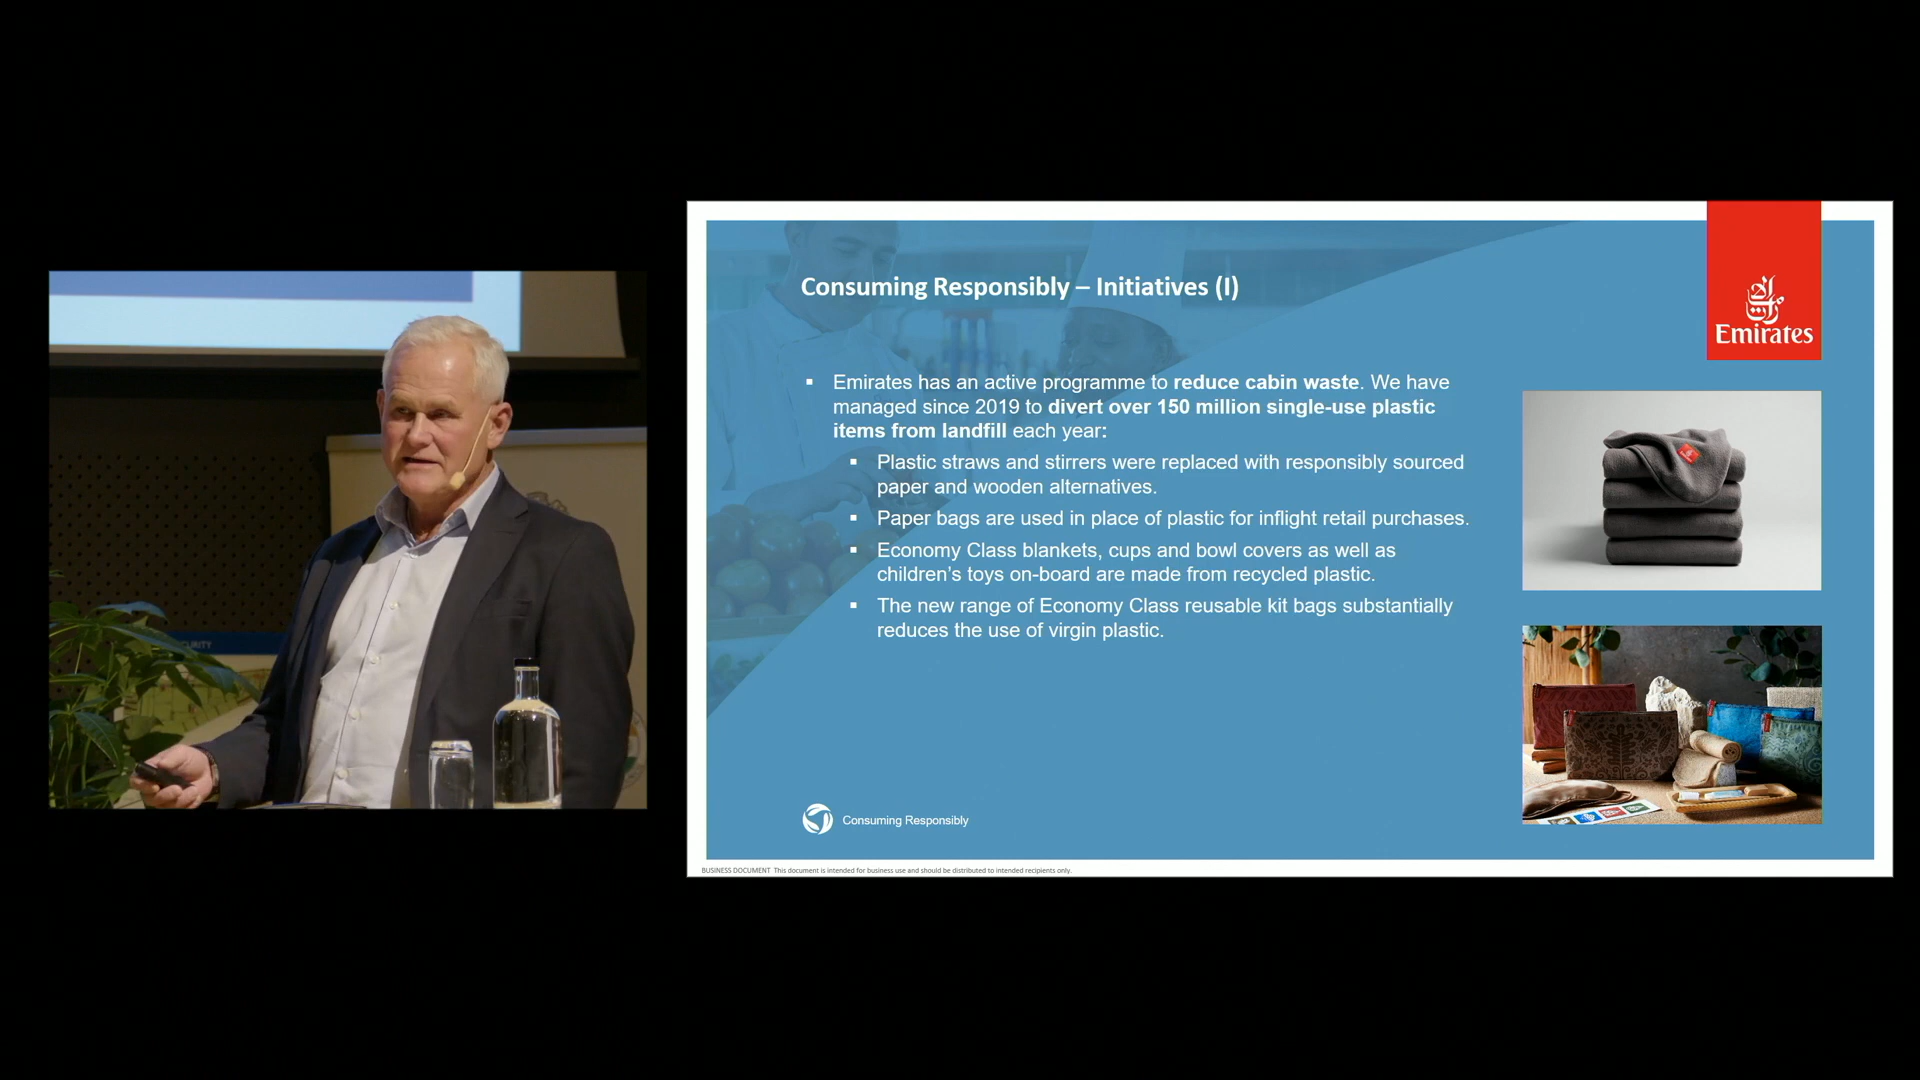 CURITY
Consuming Responsibly – Initiatives (I)
Emirates
▪ Emirates has an active programme to reduce cabin waste. We have
managed since 2019 to divert over 150 million single-use plastic
items from landfill each year:
▪ Plastic straws and stirrers were replaced with responsibly sourced
paper and wooden alternatives.
▪ Paper bags are used in place of plastic for inflight retail purchases.
▪ Economy Class blankets, cups and bowl covers as well as
children’s toys on-board are made from recycled plastic.
▪ The new range of Economy Class reusable kit bags substantially
reduces the use of virgin plastic.
Consuming Responsibly
BUSINESS DOCUMENT This document is intended for business use and should be distributed to intended recipients only.